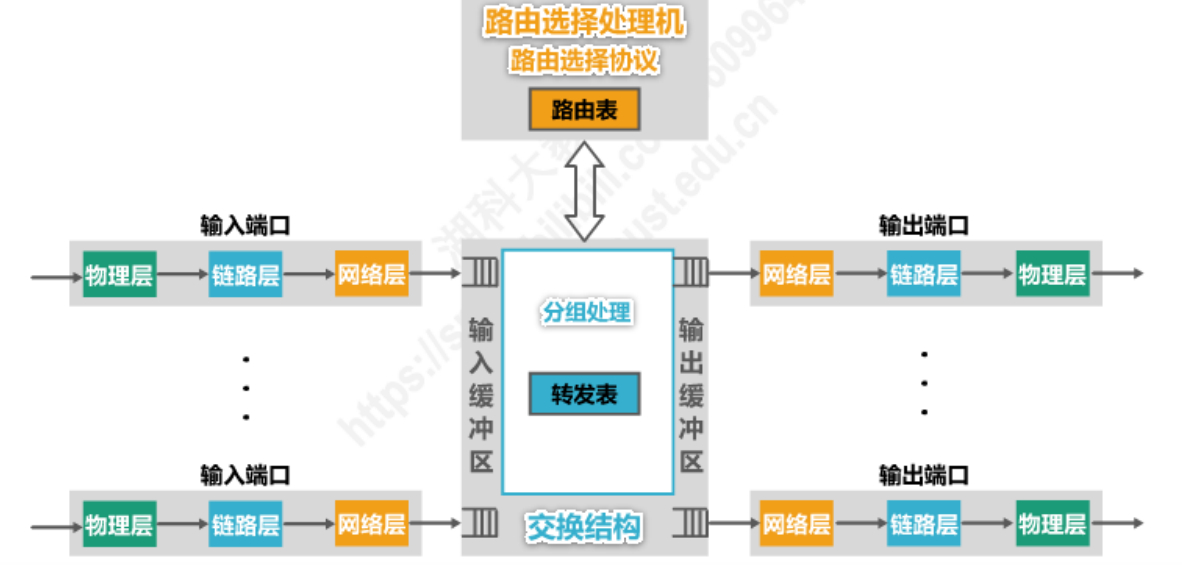 路由选择处理机
路由选择协议
路由表
输入端口
物理层 链路层 网络层
输出端口
网络层 链路层 物理层
输入缓冲区
分组处理
转发表
输出缓冲区
输入端口
物理层 链路层 网络层
交换结构
输出端口
网络层 链路层 物理层
湖科大
https://s
ust.edu.cn